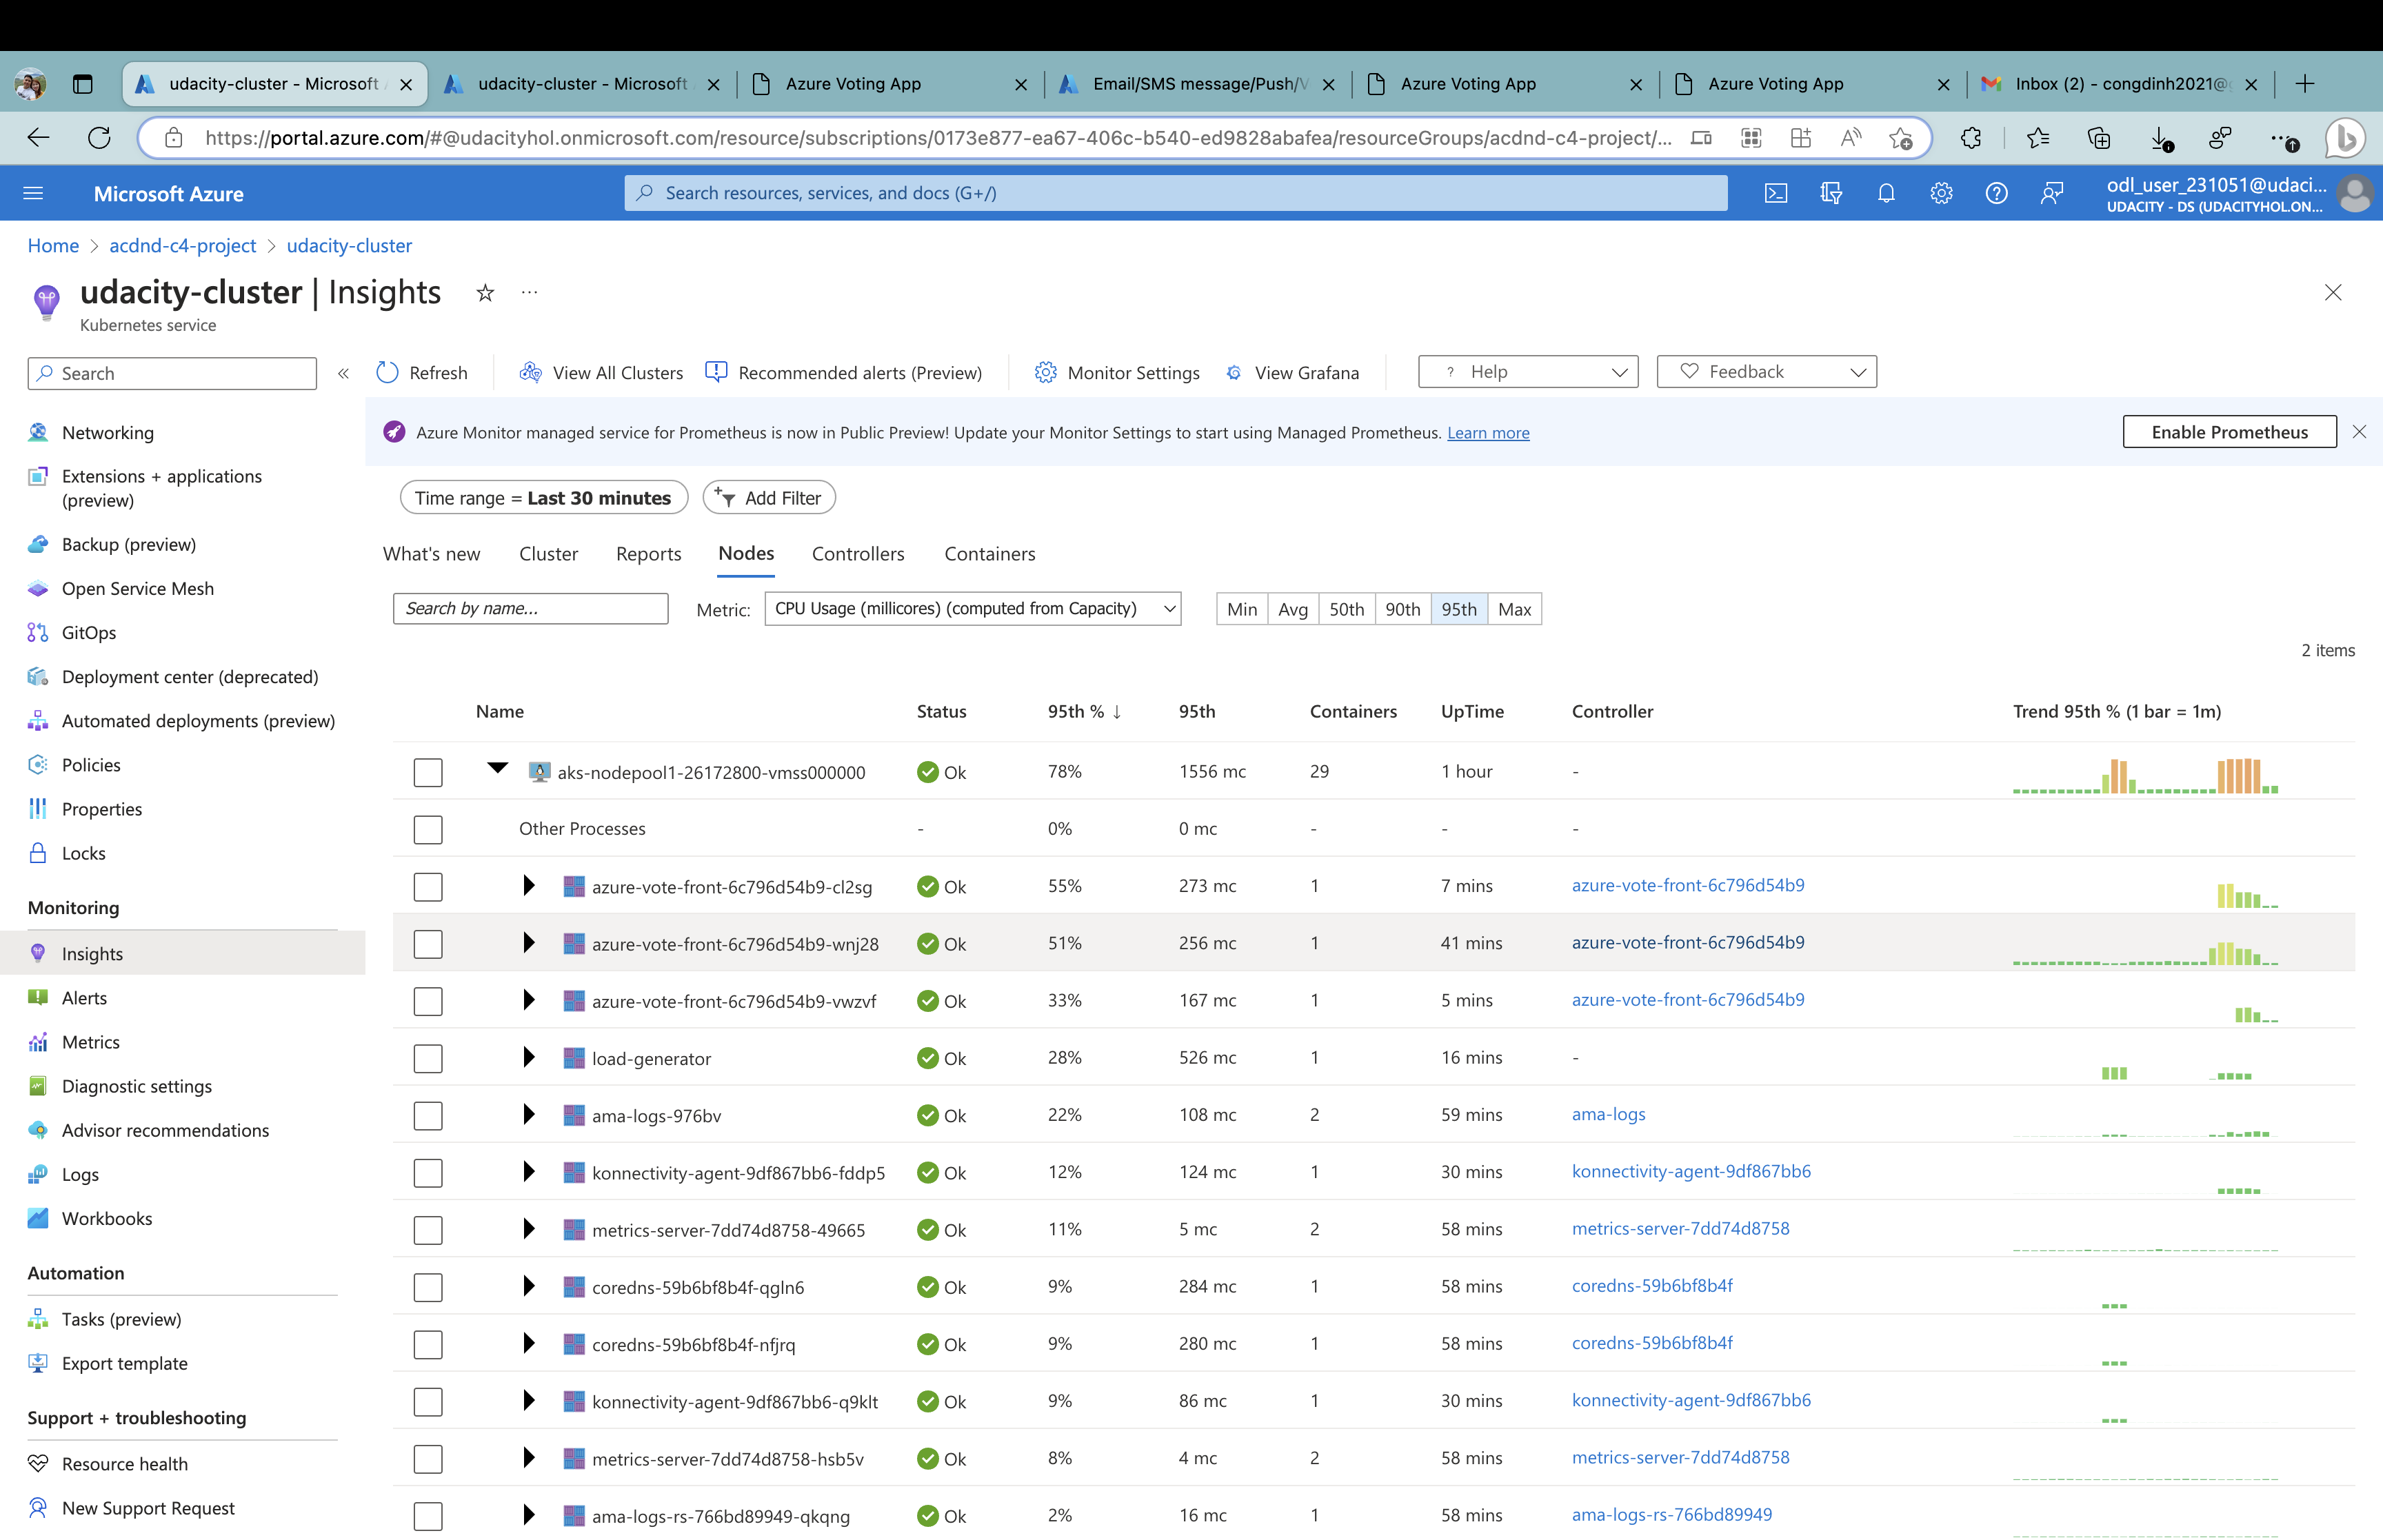 udacity-cluster - Microsoft A
udacity-cluster - Microsoft
Azure Voting App
Email/SMS message/Push/V
Azure Voting App
Azure Voting App
Inbox (2) - congdinh2021@g
https://portal.azure.com/#@udacityhol.onmicrosoft.com/resource/subscriptions/0173e877-ea67-406c-b540-ed9828abafea/resourceGroups/acdnd-c4-project/...
Microsoft Azure
Search resources, services, and docs (G+/)
odl_user_231051@udaci...
UDACITY - DS (UDACITYHOL.ON...
Home > acdnd-c4-project > udacity-cluster
udacity-cluster | Insights
Kubernetes service
Search
Refresh
View All Clusters
Recommended alerts (Preview)
Monitor Settings
View Grafana
? Help
Feedback
Azure Monitor managed service for Prometheus is now in Public Preview! Update your Monitor Settings to start using Managed Prometheus. Learn more
Enable Prometheus
Networking
Extensions + applications
(preview)
Backup (preview)
Open Service Mesh
GitOps
Deployment center (deprecated)
Automated deployments (preview)
Policies
Properties
Locks
Monitoring
Insights
Alerts
Metrics
Diagnostic settings
Advisor recommendations
Logs
Workbooks
Automation
Tasks (preview)
Export template
Support + troubleshooting
Resource health
New Support Request
Time range = Last 30 minutes
Add Filter
What's new Cluster Reports Nodes Controllers Containers
Search by name...
Metric:
CPU Usage (millicores) (computed from Capacity)
Min Avg 50th 90th 95th Max
2 items
Name Status 95th % ↓ 95th Containers UpTime Controller Trend 95th % (1 bar = 1m)
aks-nodepool1-26172800-vmss000000 Ok 78% 1556 mc 29 1 hour -
Other Processes - 0% 0 mc - - -
azure-vote-front-6c796d54b9-cl2sg Ok 55% 273 mc 1 7 mins azure-vote-front-6c796d54b9
azure-vote-front-6c796d54b9-wnj28 Ok 51% 256 mc 1 41 mins azure-vote-front-6c796d54b9
azure-vote-front-6c796d54b9-vwzvf Ok 33% 167 mc 1 5 mins azure-vote-front-6c796d54b9
load-generator Ok 28% 526 mc 1 16 mins -
ama-logs-976bv Ok 22% 108 mc 2 59 mins ama-logs
konnectivity-agent-9df867bb6-fddp5 Ok 12% 124 mc 1 30 mins konnectivity-agent-9df867bb6
metrics-server-7dd74d8758-49665 Ok 11% 5 mc 2 58 mins metrics-server-7dd74d8758
coredns-59b6bf8b4f-qgln6 Ok 9% 284 mc 1 58 mins coredns-59b6bf8b4f
coredns-59b6bf8b4f-nfjrq Ok 9% 280 mc 1 58 mins coredns-59b6bf8b4f
konnectivity-agent-9df867bb6-q9klt Ok 9% 86 mc 1 30 mins konnectivity-agent-9df867bb6
metrics-server-7dd74d8758-hsb5v Ok 8% 4 mc 2 58 mins metrics-server-7dd74d8758
ama-logs-rs-766bd89949-qkqng Ok 2% 16 mc 1 58 mins ama-logs-rs-766bd89949